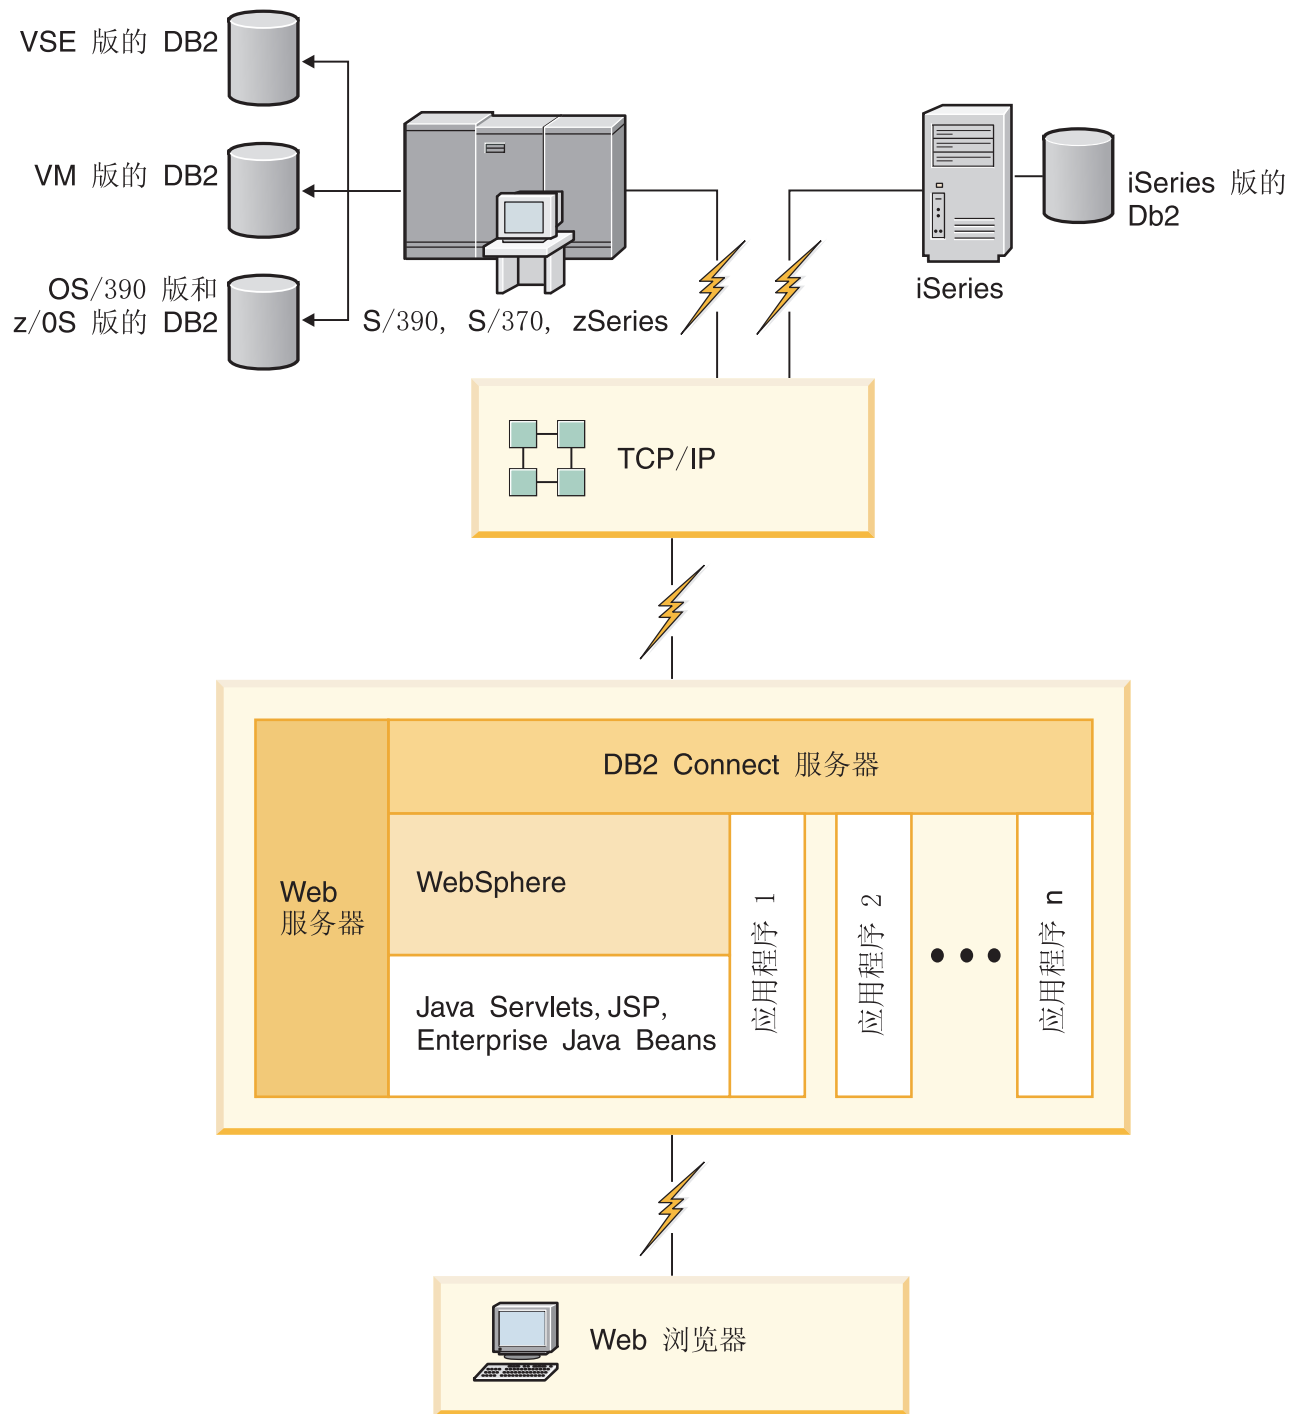 VSE 版的 DB2
VM 版的 DB2
OS/390 版和
z/0S 版的 DB2
S/390, S/370, zSeries
iSeries
iSeries 版的
Db2
TCP/IP
DB2 Connect 服务器
Web
服务器
WebSphere
Java Servlets, JSP,
Enterprise Java Beans
应用程序 1
应用程序 2
应用程序 n
Web 浏览器